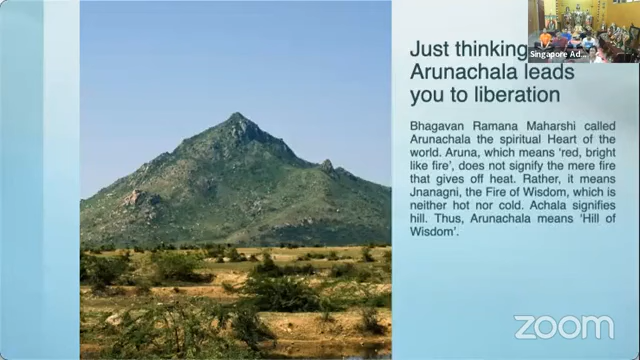 Singapore Ad...
Just thinking
Arunachala leads
you to liberation
Bhagavan Ramana Maharshi called
Arunachala the spiritual Heart of the
world. Aruna, which means ‘red, bright
like fire’, does not signify the mere fire
that gives off heat. Rather, it means
Jnanagni, the Fire of Wisdom, which is
neither hot nor cold. Achala signifies
hill. Thus, Arunachala means ‘Hill of
Wisdom’.
ZOOM